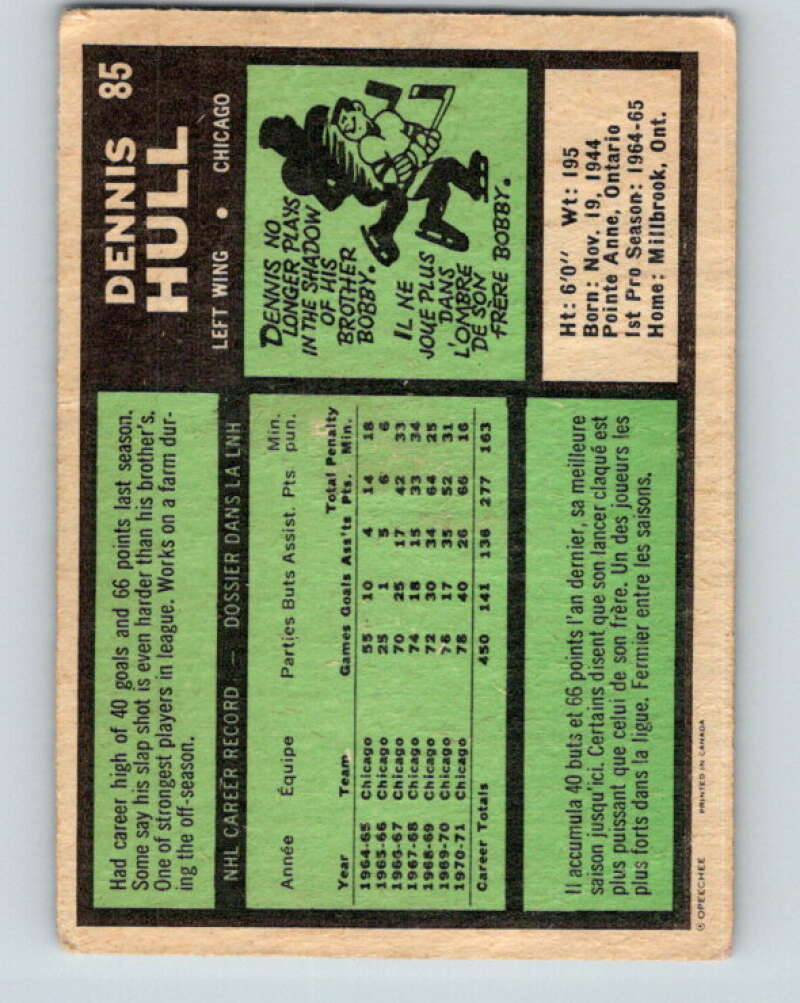 DENNIS 85
HULL
LEFT WING • CHICAGO
Had career high of 40 goals and 66 points last season.
Some say his slap shot is even harder than his brother's.
One of strongest players in league. Works on a farm dur-
ing the off-season.
DENNIS NO
LONGER PLAYS
IN THE SHADOW
OF HIS
BROTHER
BOBBY.
IL NE
JOUE PLUS
DANS
L'OMBRE
DE SON
FRÈRE BOBBY.
Ht: 6'0" Wt: 195
Born: Nov. 19, 1944
Pointe Anne, Ontario
1st Pro Season: 1964-65
Home: Millbrook, Ont.
NHL CAREER RECORD — DOSSIER DANS LA LNH
Min.
Année Équipe Parties Buts Assist. Pts pun.
Total Penalty
Year Team Games Goals Ass'ts Pts. Min.
1964-65 Chicago 55 10 4 14 18
1965-66 Chicago 25 1 5 6 6
1966-67 Chicago 70 25 17 42 33
1967-68 Chicago 74 18 15 33 34
1968-69 Chicago 72 30 34 64 25
1969-70 Chicago 76 17 35 52 31
1970-71 Chicago 78 40 26 66 16
Career Totals 450 141 136 277 163
Il accumula 40 buts et 66 points l'an dernier, sa meilleure
saison jusqu'ici. Certains disent que son lancer claqué est
plus puissant que celui de son frère. Un des joueurs les
plus forts dans la ligue. Fermier entre les saisons.
© OPEECHEE PRINTED IN CANADA